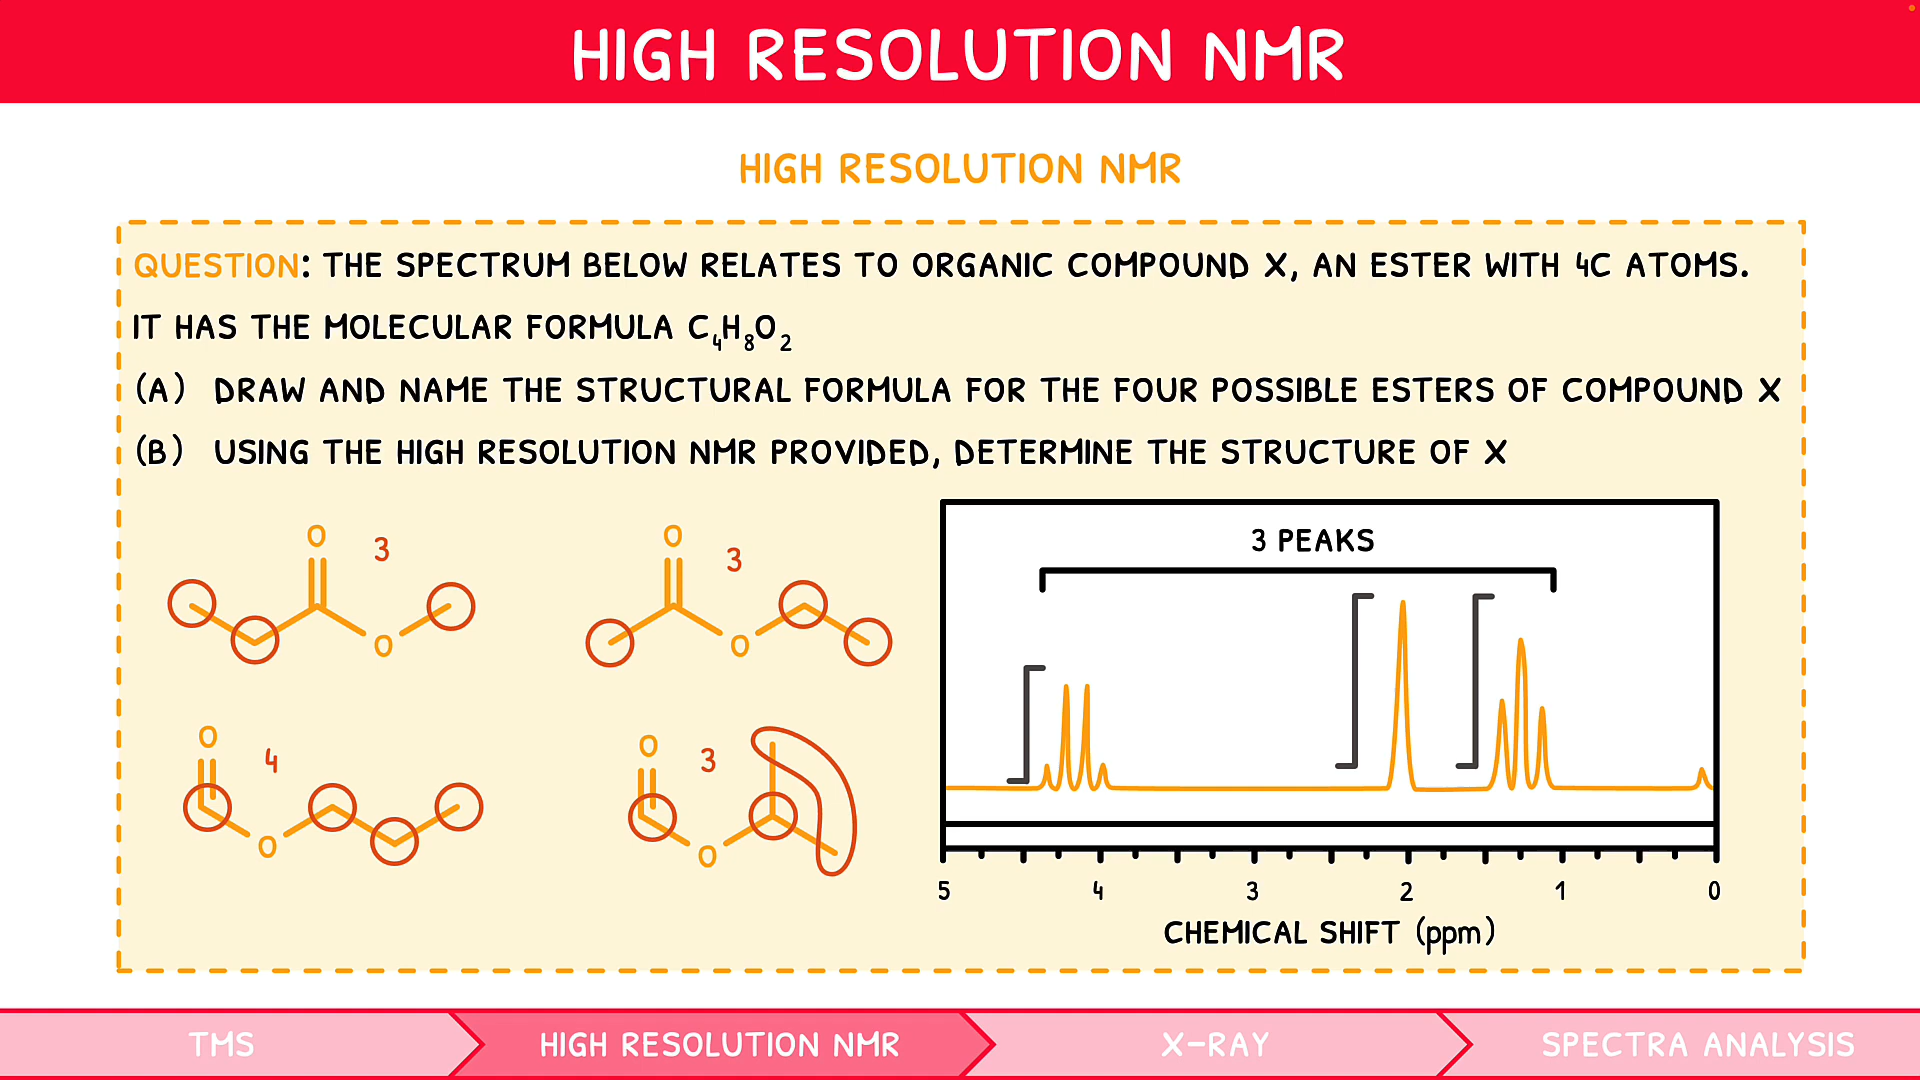 HIGH RESOLUTION NMR
HIGH RESOLUTION NMR
QUESTION: THE SPECTRUM BELOW RELATES TO ORGANIC COMPOUND X, AN ESTER WITH 4C ATOMS.
IT HAS THE MOLECULAR FORMULA C₄H₈O₂
(A) DRAW AND NAME THE STRUCTURAL FORMULA FOR THE FOUR POSSIBLE ESTERS OF COMPOUND X
(B) USING THE HIGH RESOLUTION NMR PROVIDED, DETERMINE THE STRUCTURE OF X
O 3
O
O 3
O
O 4
O
O 3
O
3 PEAKS
5 4 3 2 1 0
CHEMICAL SHIFT (ppm)
TMS
HIGH RESOLUTION NMR
X-RAY
SPECTRA ANALYSIS